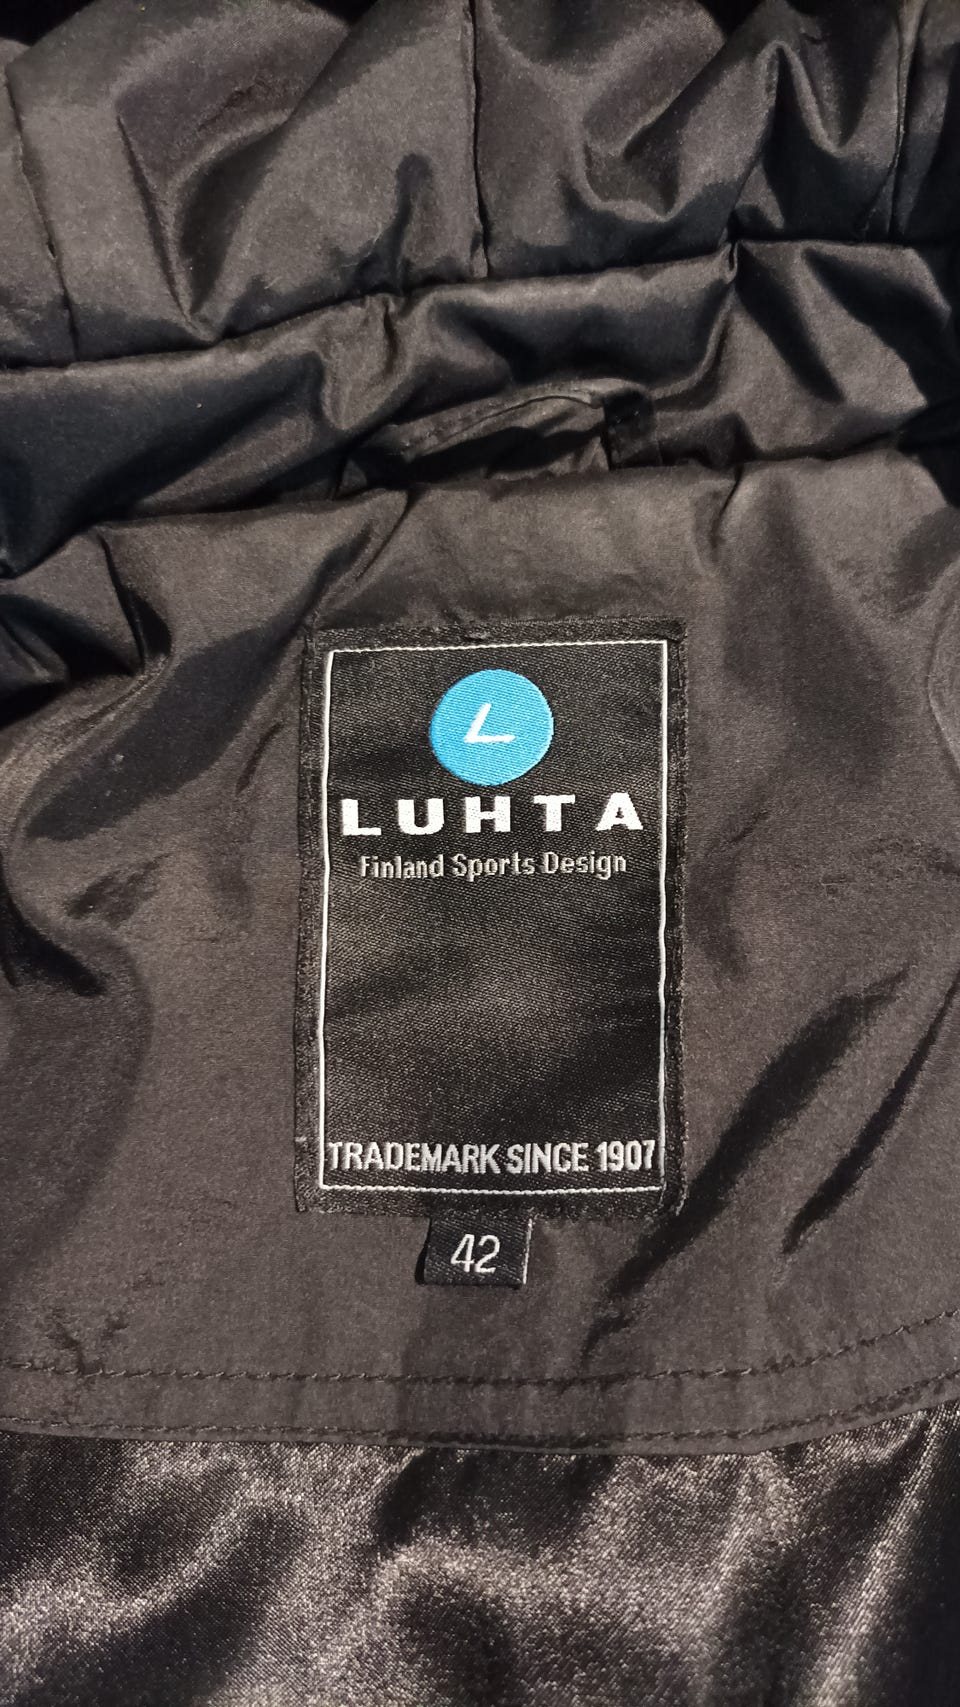 L
LUHTA
Finland Sports Design
TRADEMARK SINCE 1907
42